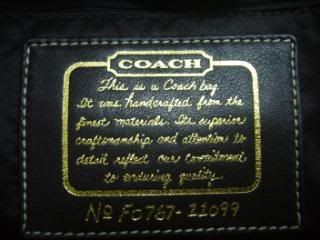 COACH
This is a Coach bag.
It was handcrafted from the
finest materials. Its superior
craftsmanship and attention to
detail reflect our commitment
to enduring quality.
No F0767-11099